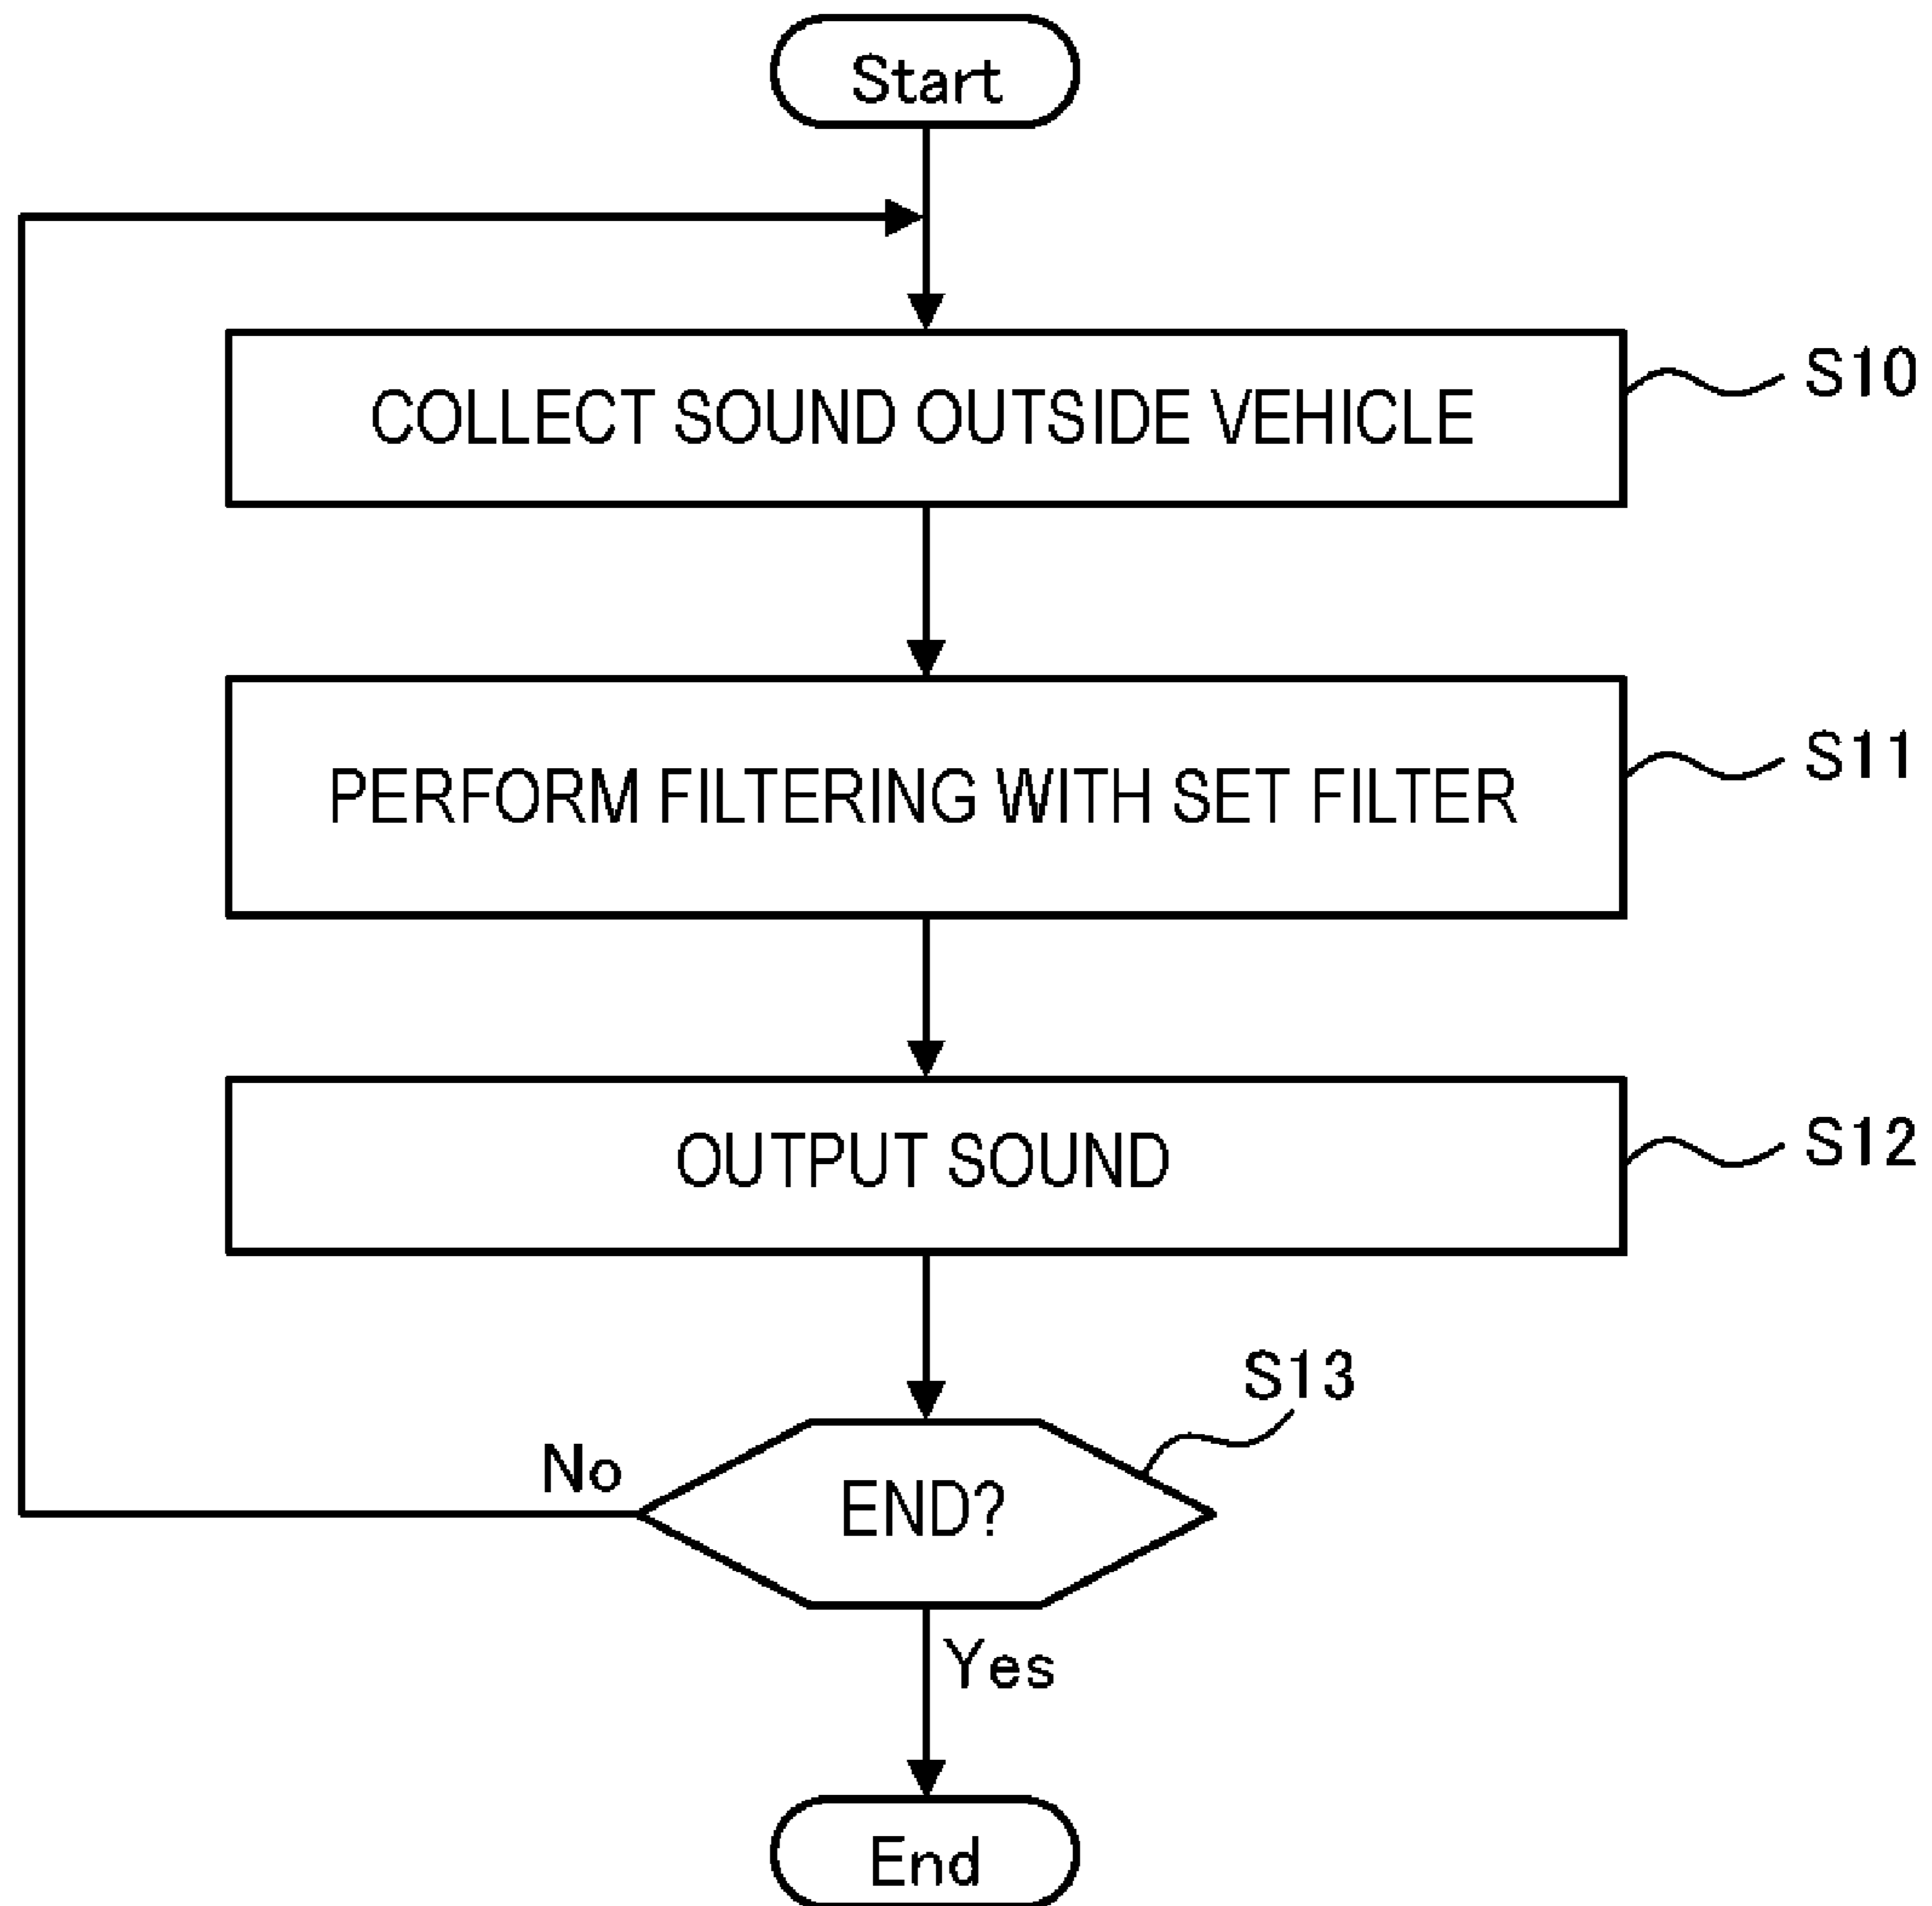 Start
COLLECT SOUND OUTSIDE VEHICLE
S10
PERFORM FILTERING WITH SET FILTER
S11
OUTPUT SOUND
S12
S13
No
END?
Yes
End